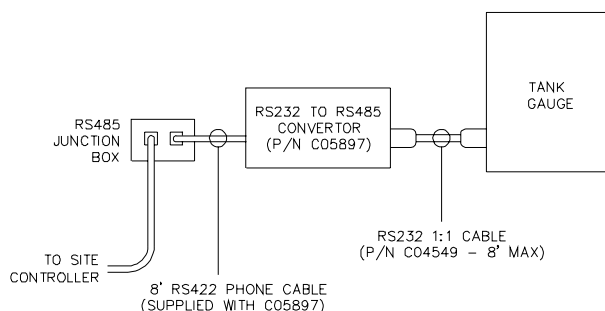 TANK
GAUGE
RS232 TO RS485
CONVERTOR
(P/N C05897)
RS485
JUNCTION
BOX
RS232 1:1 CABLE
(P/N C04549 - 8' MAX)
TO SITE
CONTROLLER
8' RS422 PHONE CABLE
(SUPPLIED WITH C05897)